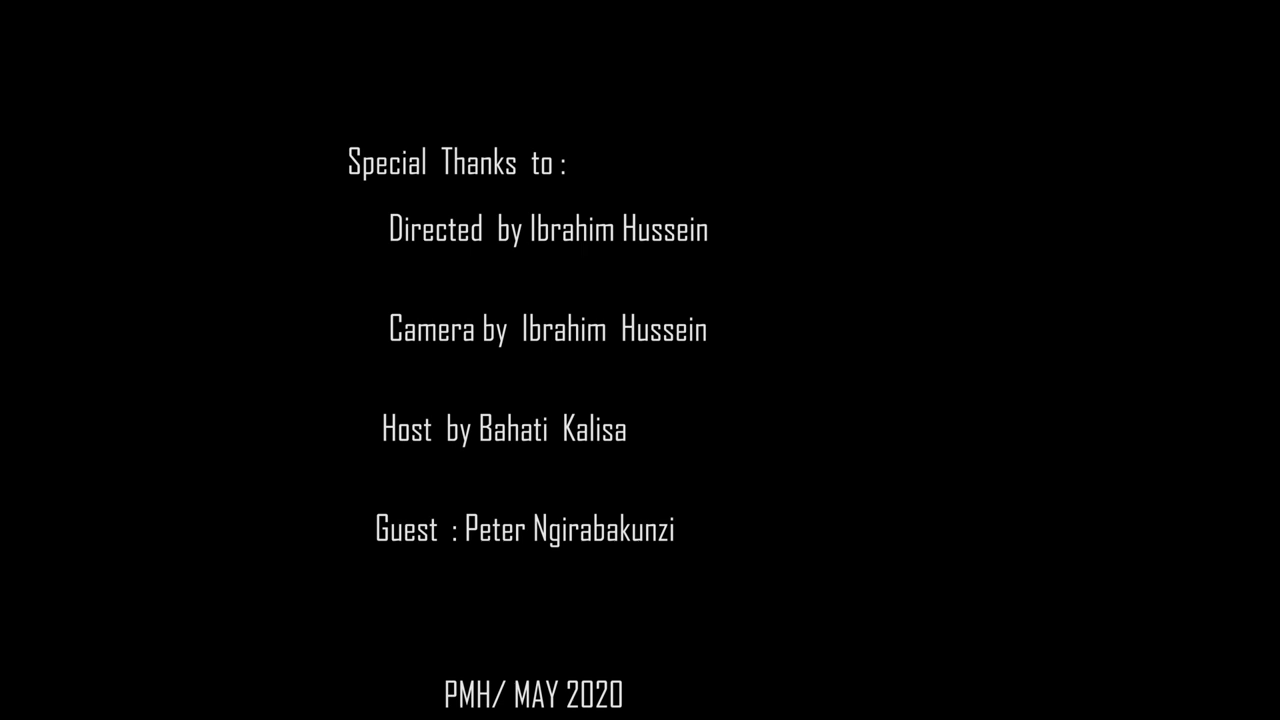 Special Thanks to :
Directed by Ibrahim Hussein
Camera by Ibrahim Hussein
Host by Bahati Kalisa
Guest : Peter Ngirabakunzi
PMH/ MAY 2020